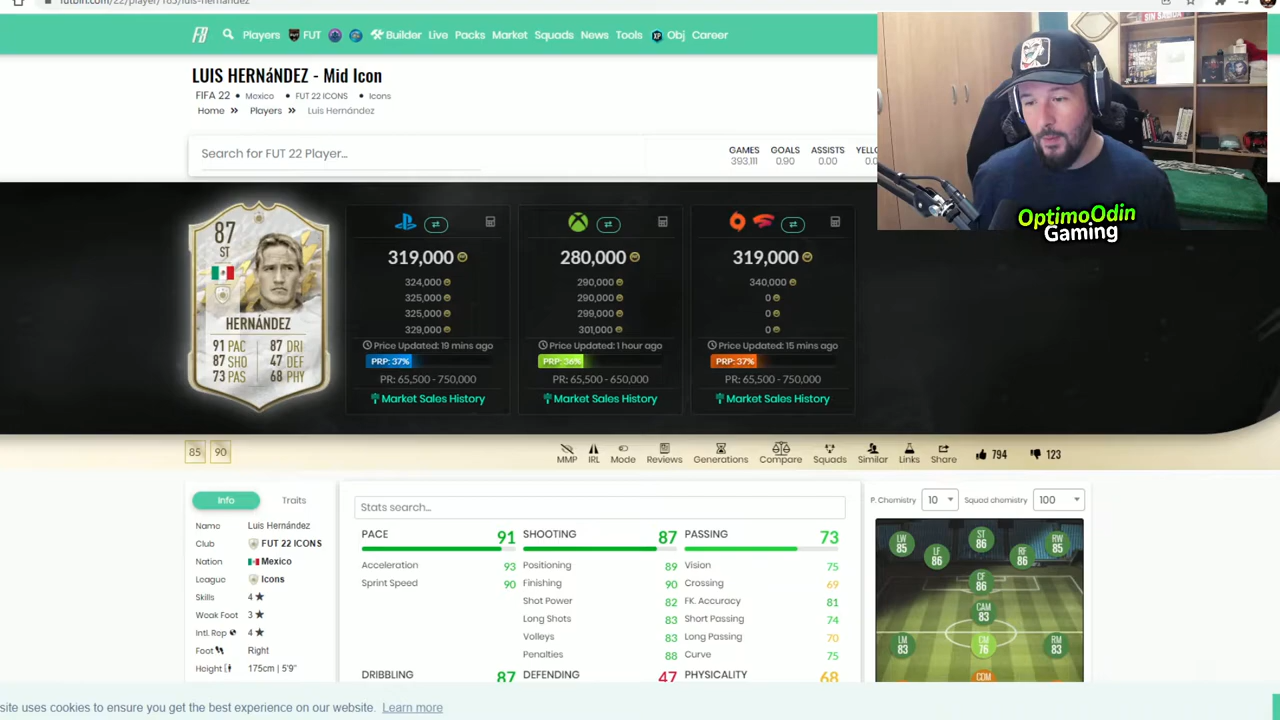 futbin.com/22/player/183/luis-hernandez
Players FUT Builder Live Packs Market Squads News Tools XP Obj Career
LUIS HERNáNDEZ - Mid Icon
FIFA 22 • Mexico • FUT 22 ICONS • Icons
Home » Players » Luis Hernández
Search for FUT 22 Player...
GAMES GOALS ASSISTS
393,111 0.90 0.00
SIN SABIDA
87
ST
HERNÁNDEZ
91 PAC 87 DRI
87 SHO 47 DEF
73 PAS 68 PHY
319,000
324,000
325,000
325,000
329,000
Price Updated: 19 mins ago
PRP: 37%
PR: 65,500 - 750,000
Market Sales History
280,000
290,000
290,000
299,000
301,000
Price Updated: 1 hour ago
PRP: 36%
PR: 65,500 - 650,000
Market Sales History
319,000
340,000
0
0
0
Price Updated: 15 mins ago
PRP: 37%
PR: 65,500 - 750,000
Market Sales History
OptimoOdin
Gaming
85 90
MMP IRL Mode Reviews Generations Compare Squads Similar Links Share 794 123
Info Traits
Name Luis Hernández
Club FUT 22 ICONS
Nation Mexico
League Icons
Skills 4 ★
Weak Foot 3 ★
Intl. Rep 4 ★
Foot Right
Height 175cm | 5'9"
Stats search...
PACE 91
Acceleration 93
Sprint Speed 90
SHOOTING 87
Positioning 89
Finishing 90
Shot Power 82
Long Shots 83
Volleys 83
Penalties 88
PASSING 73
Vision 75
Crossing 69
FK. Accuracy 81
Short Passing 74
Long Passing 70
Curve 75
DRIBBLING 87
DEFENDING 47
PHYSICALITY 68
P. Chemistry 10 Squad chemistry 100
LW 85
LF 86
ST 86
RF 86
RW 85
CF 86
CAM 83
LM 83
CM 76
RM 83
CDM
site uses cookies to ensure you get the best experience on our website. Learn more